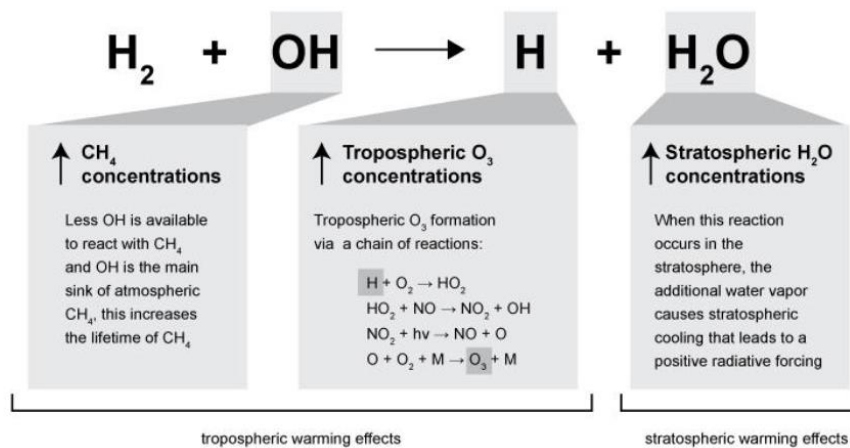 H₂ + OH → H + H₂O
↑ CH₄
concentrations
Less OH is available
to react with CH₄
and OH is the main
sink of atmospheric
CH₄, this increases
the lifetime of CH₄
↑ Tropospheric O₃
concentrations
Tropospheric O₃ formation
via a chain of reactions:
H + O₂ → HO₂
HO₂ + NO → NO₂ + OH
NO₂ + hv → NO + O
O + O₂ + M → O₃ + M
↑ Stratospheric H₂O
concentrations
When this reaction
occurs in the
stratosphere, the
additional water vapor
causes stratospheric
cooling that leads to a
positive radiative forcing
tropospheric warming effects
stratospheric warming effects